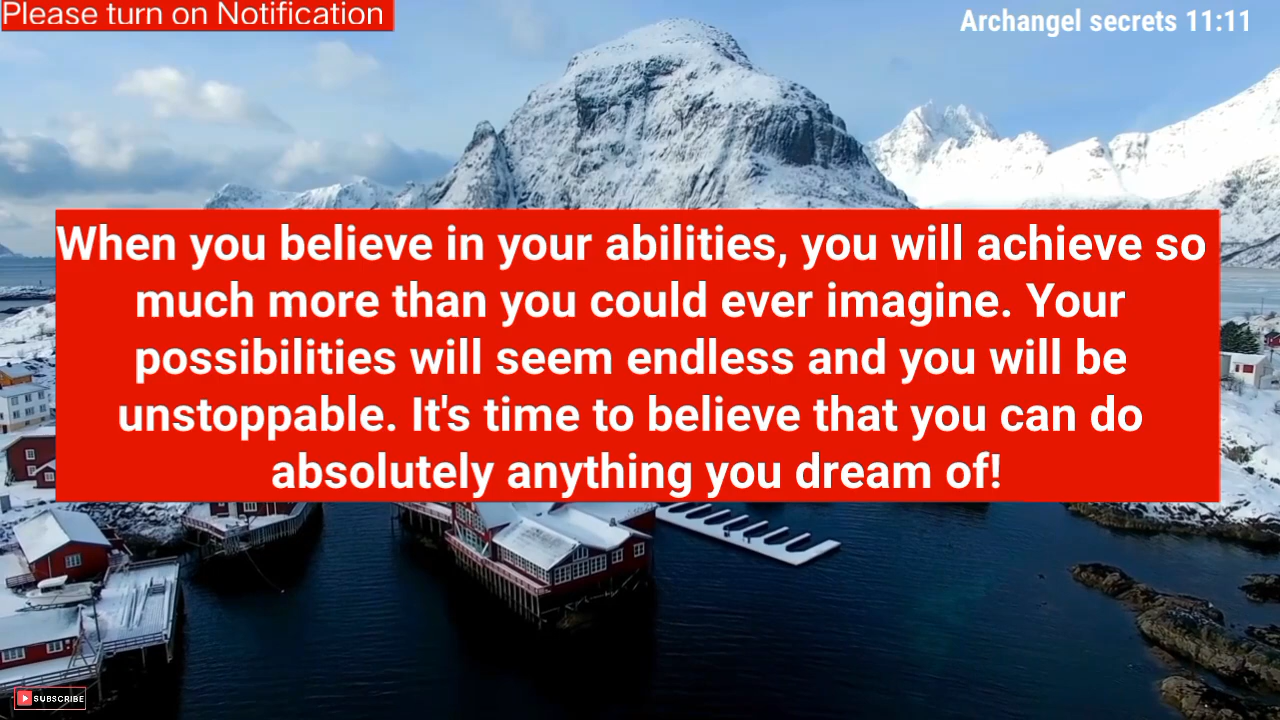 Please turn on Notification
Archangel secrets 11:11
When you believe in your abilities, you will achieve so
much more than you could ever imagine. Your
possibilities will seem endless and you will be
unstoppable. It's time to believe that you can do
absolutely anything you dream of!
SUBSCRIBE